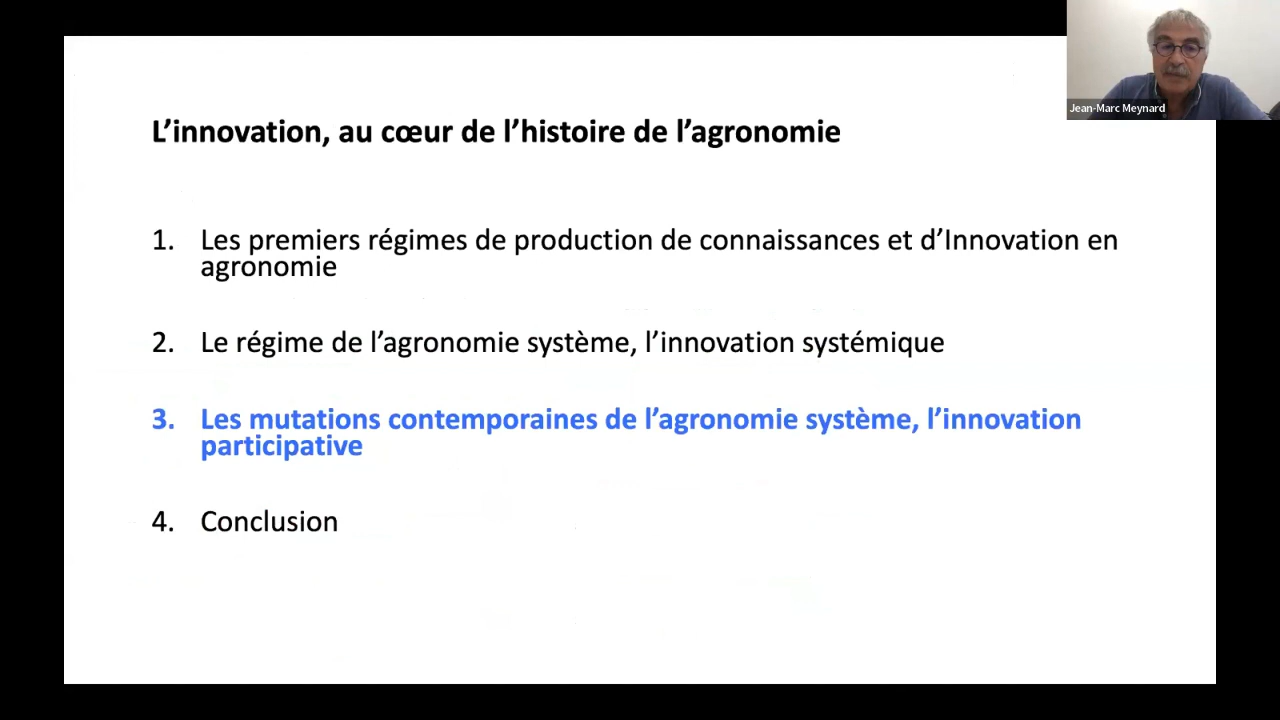 L’innovation, au cœur de l’histoire de l’agronomie
1. Les premiers régimes de production de connaissances et d’Innovation en
agronomie
2. Le régime de l’agronomie système, l’innovation systémique
3. Les mutations contemporaines de l’agronomie système, l’innovation
participative
4. Conclusion
Jean-Marc Meynard